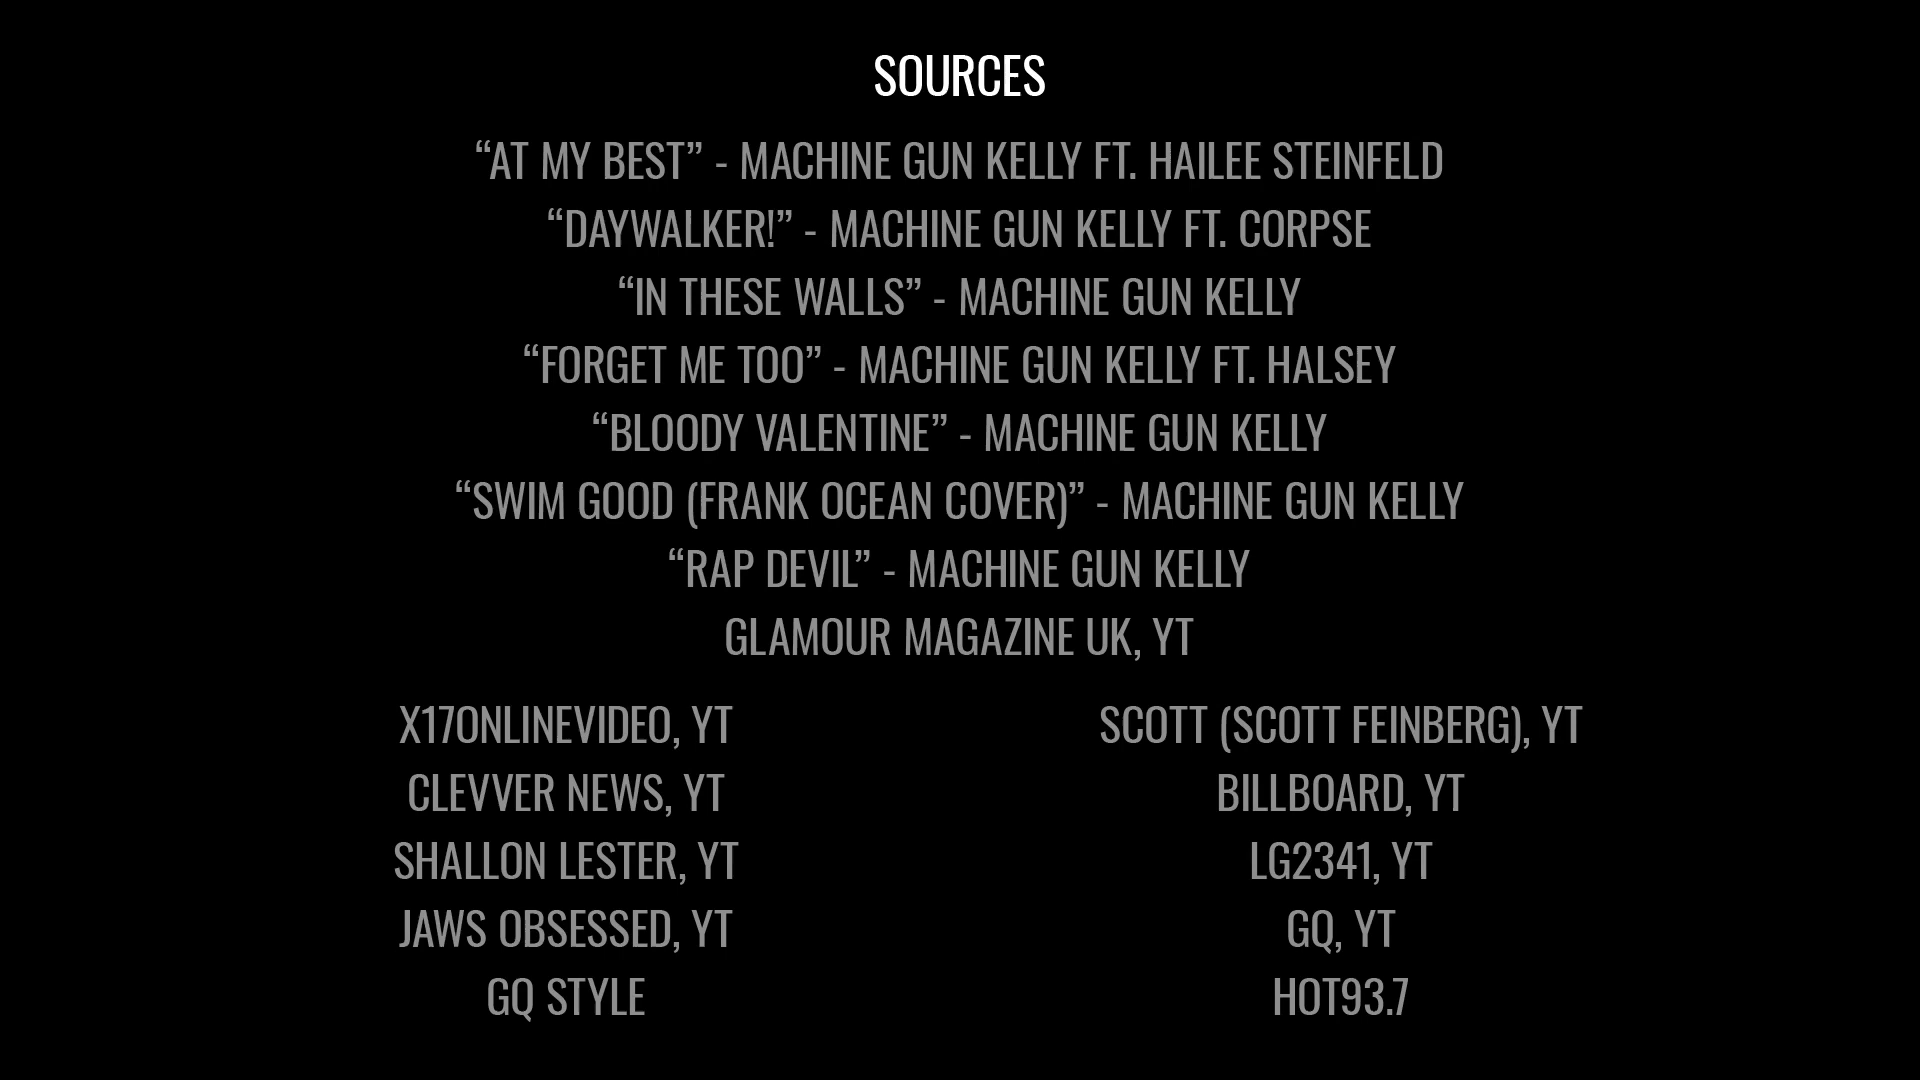 SOURCES
“AT MY BEST” - MACHINE GUN KELLY FT. HAILEE STEINFELD
“DAYWALKER!” - MACHINE GUN KELLY FT. CORPSE
“IN THESE WALLS” - MACHINE GUN KELLY
“FORGET ME TOO” - MACHINE GUN KELLY FT. HALSEY
“BLOODY VALENTINE” - MACHINE GUN KELLY
“SWIM GOOD (FRANK OCEAN COVER)” - MACHINE GUN KELLY
“RAP DEVIL” - MACHINE GUN KELLY
GLAMOUR MAGAZINE UK, YT
X17ONLINEVIDEO, YT
CLEVVER NEWS, YT
SHALLON LESTER, YT
JAWS OBSESSED, YT
GQ STYLE
SCOTT (SCOTT FEINBERG), YT
BILLBOARD, YT
LG2341, YT
GQ, YT
HOT93.7